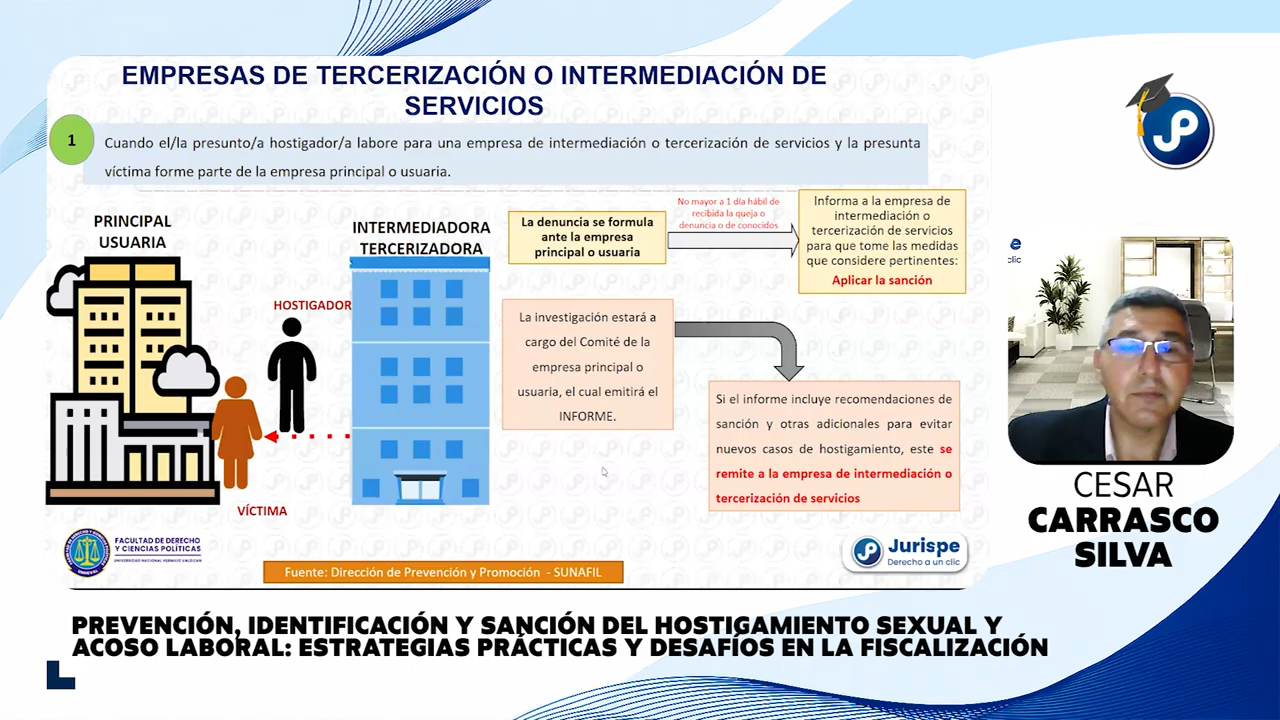 EMPRESAS DE TERCERIZACIÓN O INTERMEDIACIÓN DE
SERVICIOS
1
Cuando el/la presunto/a hostigador/a labore para una empresa de intermediación o tercerización de servicios y la presunta
víctima forme parte de la empresa principal o usuaria.
PRINCIPAL
USUARIA
INTERMEDIADORA
TERCERIZADORA
HOSTIGADOR
VÍCTIMA
La denuncia se formula
ante la empresa
principal o usuaria
No mayor a 1 día hábil de
recibida la queja o
denuncia o de conocidos
Informa a la empresa de
intermediación o
tercerización de servicios
para que tome las medidas
que considere pertinentes:
Aplicar la sanción
La investigación estará a
cargo del Comité de la
empresa principal o
usuaria, el cual emitirá el
INFORME.
Si el informe incluye recomendaciones de
sanción y otras adicionales para evitar
nuevos casos de hostigamiento, este se
remite a la empresa de intermediación o
tercerización de servicios
FACULTAD DE DERECHO
Y CIENCIAS POLÍTICAS
Fuente: Dirección de Prevención y Promoción - SUNAFIL
JP
Jurispe
Derecho a un clic
JP
e
clic
CESAR
CARRASCO
SILVA
PREVENCIÓN, IDENTIFICACIÓN Y SANCIÓN DEL HOSTIGAMIENTO SEXUAL Y
ACOSO LABORAL: ESTRATEGIAS PRÁCTICAS Y DESAFÍOS EN LA FISCALIZACIÓN